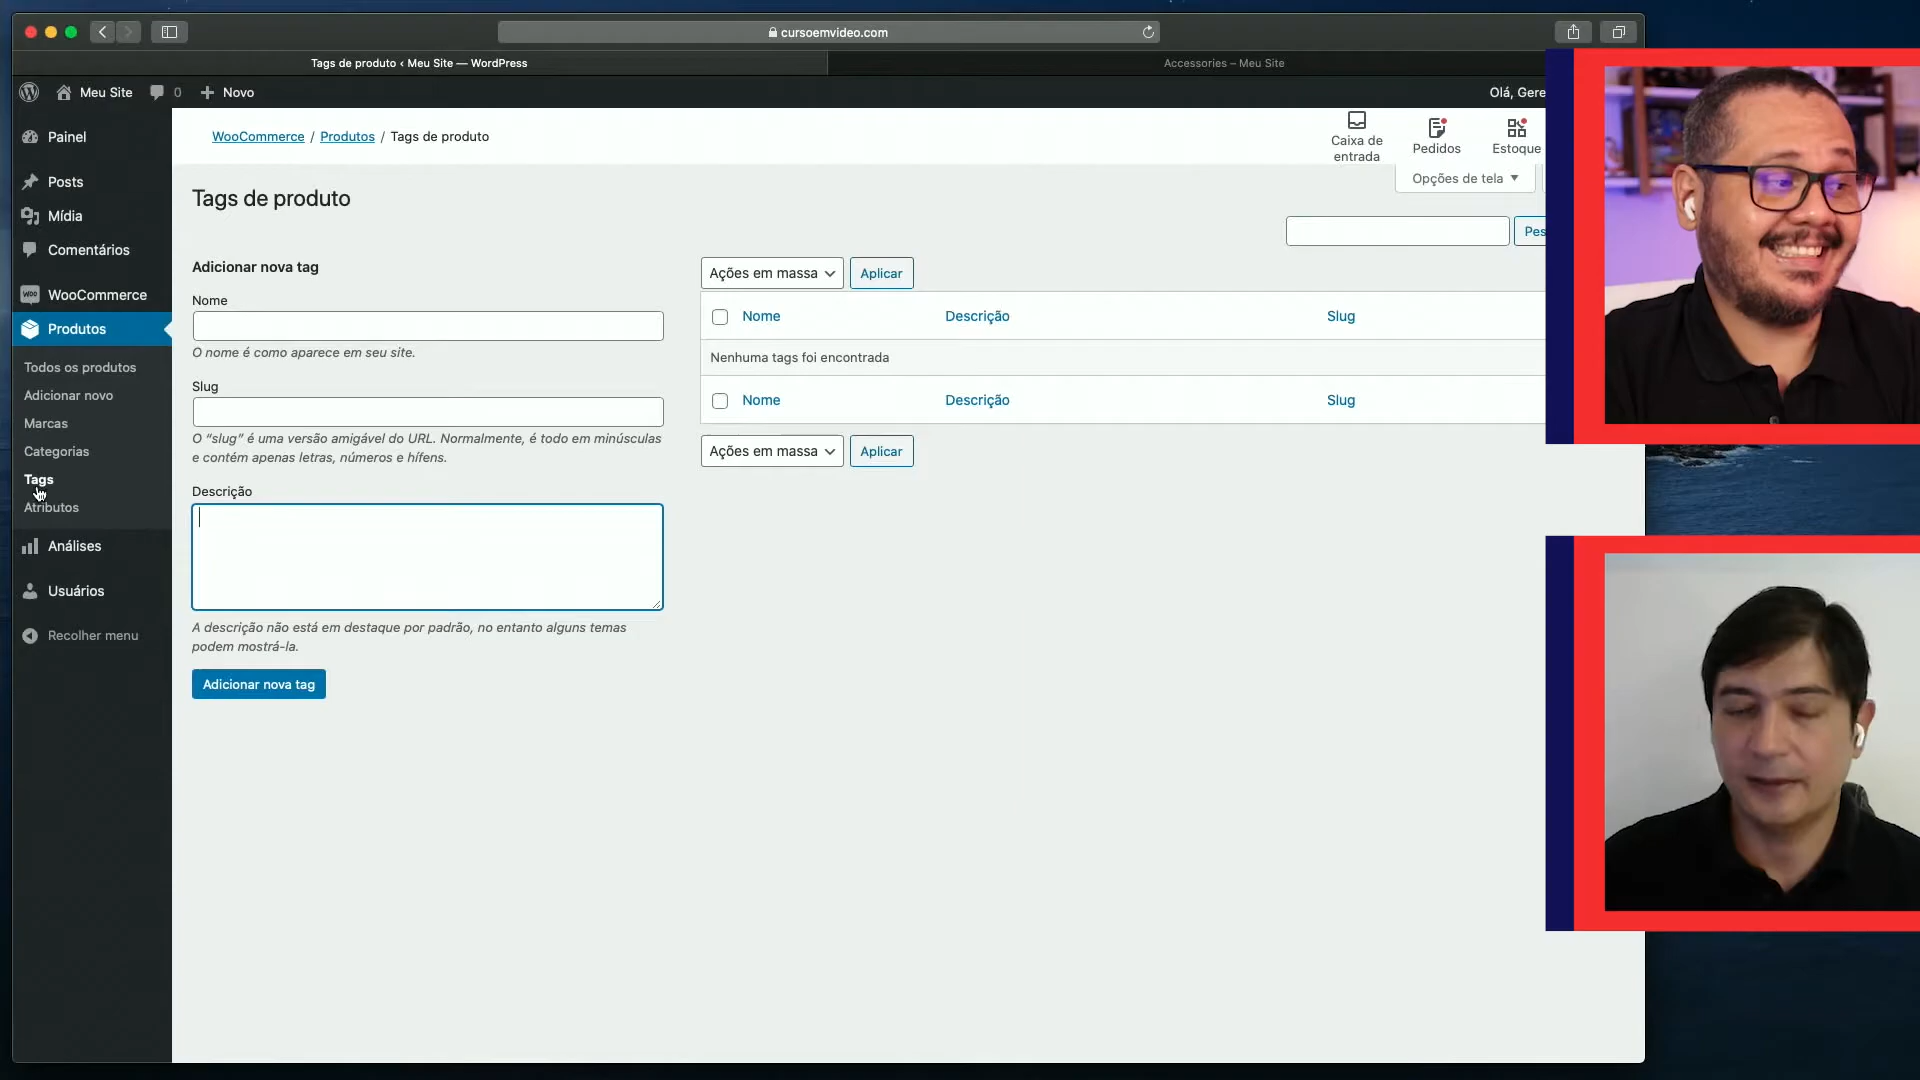 cursoemvideo.com
Tags de produto ‹ Meu Site — WordPress
Accessories – Meu Site
Meu Site
0
Novo
Olá, Gere
Painel
Posts
Mídia
Comentários
WooCommerce
Produtos
Todos os produtos
Adicionar novo
Marcas
Categorias
Tags
Atributos
Análises
Usuários
Recolher menu
WooCommerce / Produtos / Tags de produto
Caixa de
entrada
Pedidos
Estoque
Opções de tela
Tags de produto
Pes
Adicionar nova tag
Nome
O nome é como aparece em seu site.
Slug
O “slug” é uma versão amigável do URL. Normalmente, é todo em minúsculas
e contém apenas letras, números e hífens.
Descrição
A descrição não está em destaque por padrão, no entanto alguns temas
podem mostrá-la.
Adicionar nova tag
Ações em massa Aplicar
Nome Descrição Slug
Nenhuma tags foi encontrada
Nome Descrição Slug
Ações em massa Aplicar